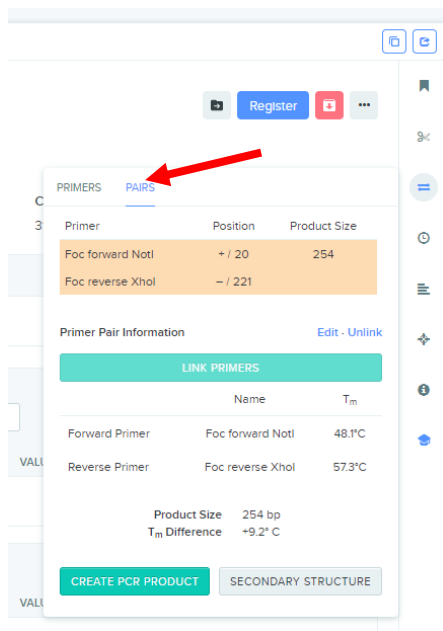 Register
PRIMERS PAIRS
C
3
Primer Position Product Size
Foc forward NotI + / 20 254
Foc reverse XhoI – / 221
Primer Pair Information Edit - Unlink
LINK PRIMERS
Name Tm
Forward Primer Foc forward NotI 48.1°C
Reverse Primer Foc reverse XhoI 57.3°C
VALU
Product Size 254 bp
Tm Difference +9.2° C
CREATE PCR PRODUCT SECONDARY STRUCTURE
VALU